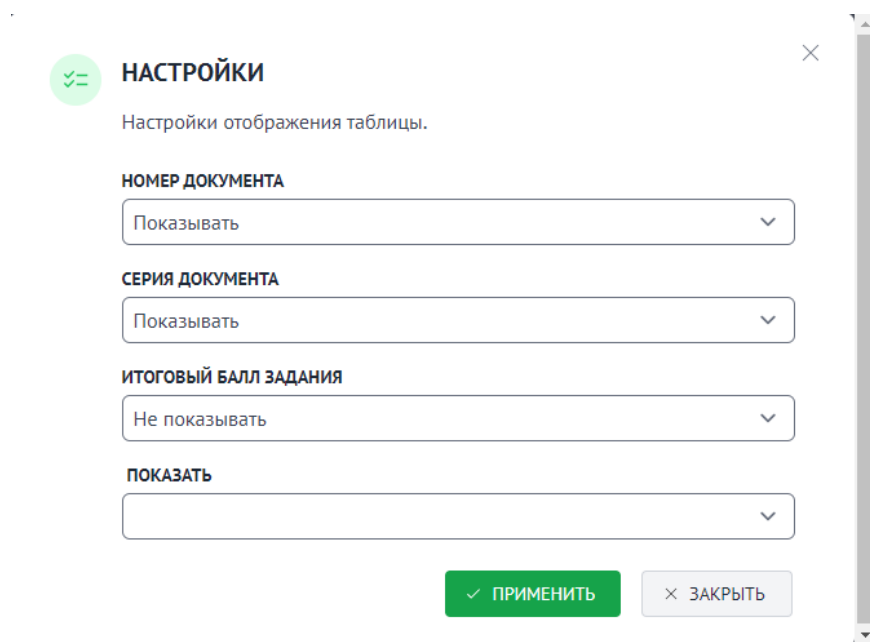 НАСТРОЙКИ
Настройки отображения таблицы.
НОМЕР ДОКУМЕНТА
Показывать
СЕРИЯ ДОКУМЕНТА
Показывать
ИТОГОВЫЙ БАЛЛ ЗАДАНИЯ
Не показывать
ПОКАЗАТЬ
ПРИМЕНИТЬ
ЗАКРЫТЬ